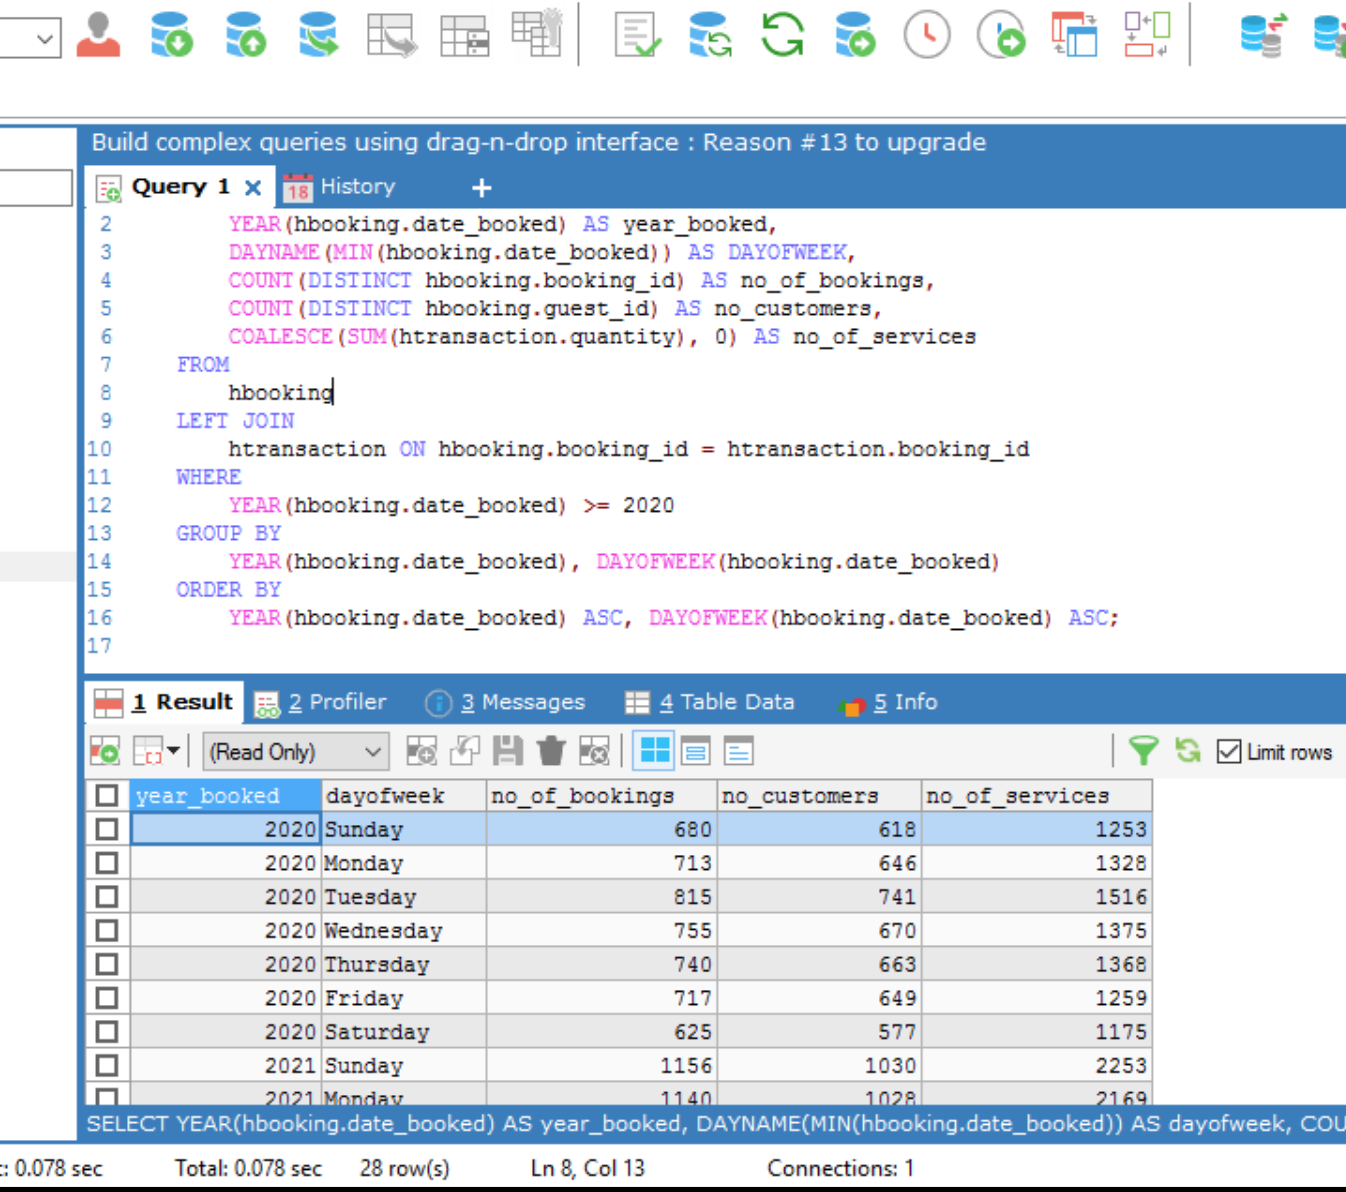 Build complex queries using drag-n-drop interface : Reason #13 to upgrade
Query 1 18 History +
2 YEAR(hbooking.date_booked) AS year_booked,
3 DAYNAME(MIN(hbooking.date_booked)) AS DAYOFWEEK,
4 COUNT(DISTINCT hbooking.booking_id) AS no_of_bookings,
5 COUNT(DISTINCT hbooking.guest_id) AS no_customers,
6 COALESCE(SUM(htransaction.quantity), 0) AS no_of_services
7 FROM
8 hbooking
9 LEFT JOIN
10 htransaction ON hbooking.booking_id = htransaction.booking_id
11 WHERE
12 YEAR(hbooking.date_booked) >= 2020
13 GROUP BY
14 YEAR(hbooking.date_booked), DAYOFWEEK(hbooking.date_booked)
15 ORDER BY
16 YEAR(hbooking.date_booked) ASC, DAYOFWEEK(hbooking.date_booked) ASC;
17
1 Result 2 Profiler 3 Messages 4 Table Data 5 Info
(Read Only) Limit rows
year_booked dayofweek no_of_bookings no_customers no_of_services
2020 Sunday 680 618 1253
2020 Monday 713 646 1328
2020 Tuesday 815 741 1516
2020 Wednesday 755 670 1375
2020 Thursday 740 663 1368
2020 Friday 717 649 1259
2020 Saturday 625 577 1175
2021 Sunday 1156 1030 2253
2021 Monday 1140 1028 2169
SELECT YEAR(hbooking.date_booked) AS year_booked, DAYNAME(MIN(hbooking.date_booked)) AS dayofweek, COU
: 0.078 sec Total: 0.078 sec 28 row(s) Ln 8, Col 13 Connections: 1